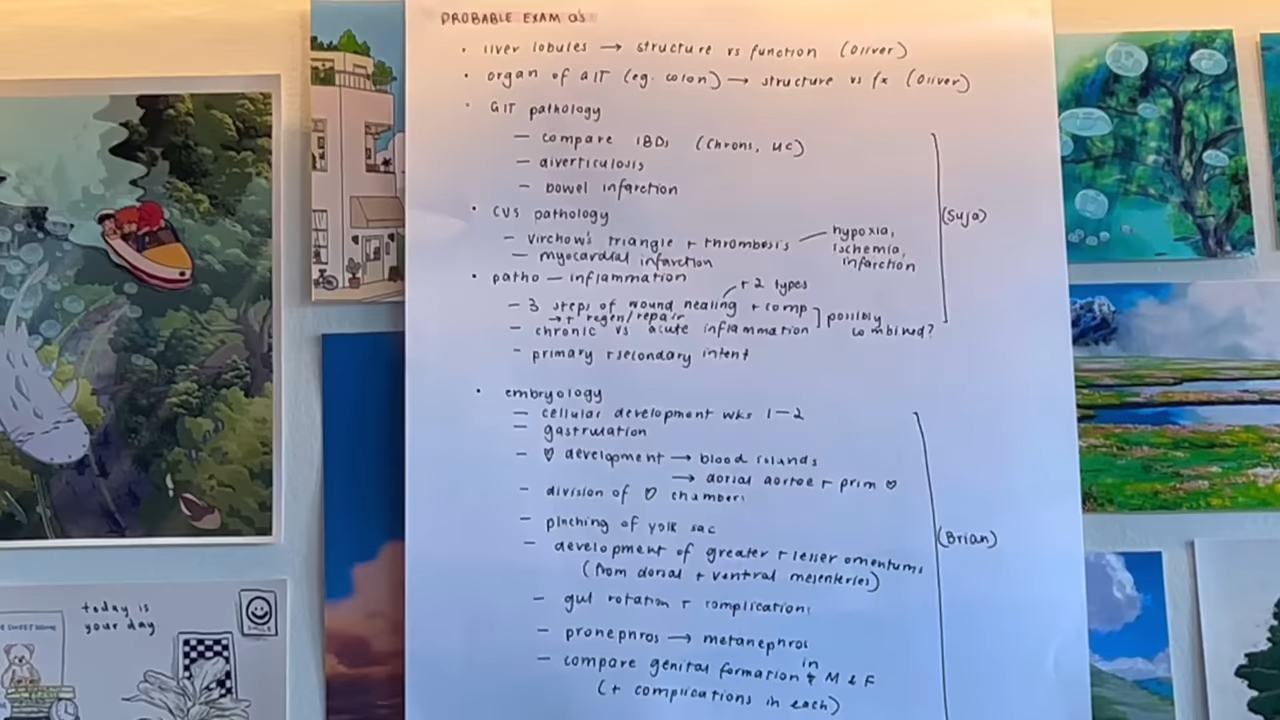 PROBABLE EXAM Qs
• liver lobules → structure vs function (Oliver)
• organ of GIT (eg. colon) → structure vs fx (Oliver)
• GIT pathology
– compare IBDs (Chrons, UC)
– diverticulosis
– bowel infarction
• CVS pathology
– Virchow's triangle + thrombosis — hypoxia, ischemia, infarction
– myocardial infarction
(Suja)
• patho – inflammation
– 3 steps of wound healing + comp
+ 2 types
→ + regen/repair
– chronic vs acute inflammation
] possibly combined?
– primary + secondary intent
• embryology
– cellular development wks 1–2
– gastrulation
– ♡ development → blood islands
→ dorsal aortae + prim ♡
– division of ♡ chambers
– pinching of yolk sac
– development of greater + lesser omentums
(from dorsal + ventral mesenteries)
(Brian)
– gut rotation + complications
– pronephros → metanephros
– compare genital formation in M & F
(+ complications in each)
today is
your day
SMILE